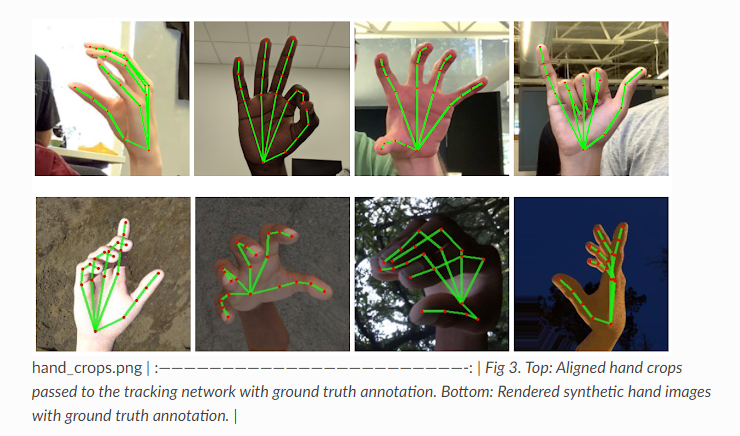 hand_crops.png | :—————————————————————————-: | Fig 3. Top: Aligned hand crops
passed to the tracking network with ground truth annotation. Bottom: Rendered synthetic hand images
with ground truth annotation. |